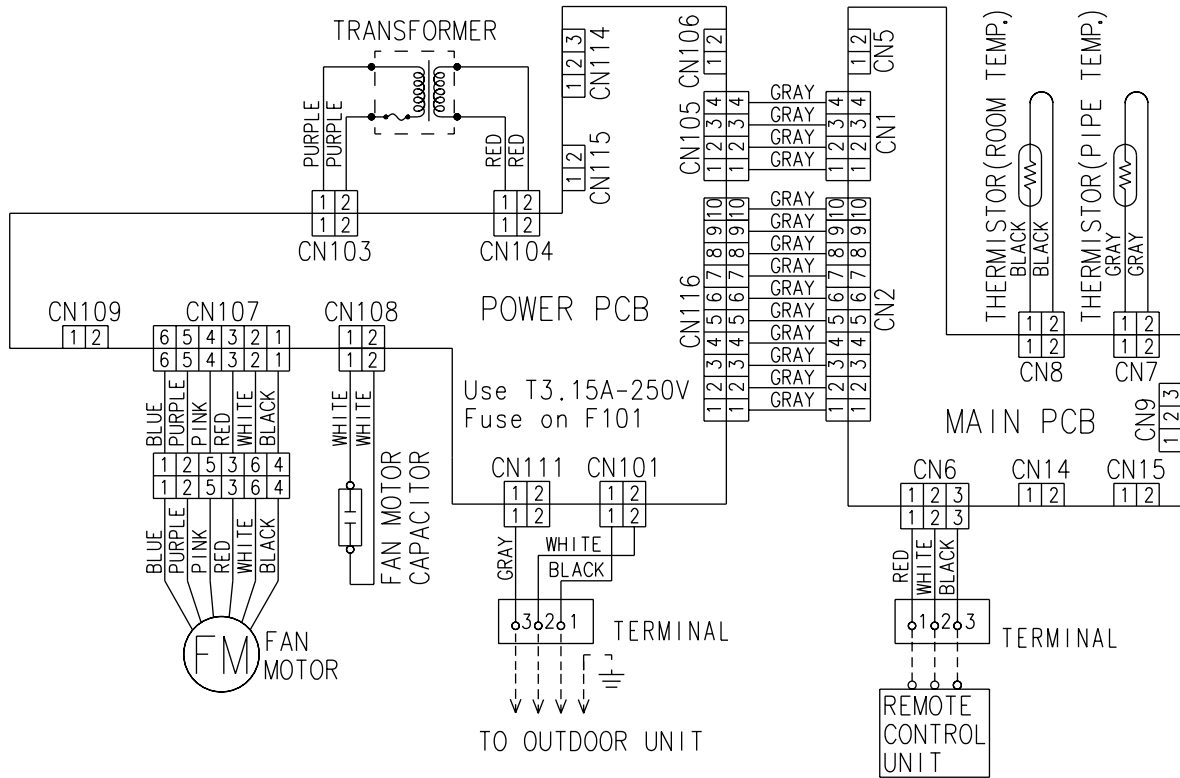 TRANSFORMER
PURPLE
PURPLE
RED
RED
1 2
1 2
CN103
1 2
1 2
CN104
1 2 3
CN114
1 2
CN115
CN106
1 2
CN5
1 2
CN105
1 2 3 4
1 2 3 4
GRAY
GRAY
GRAY
GRAY
1 2 3 4
1 2 3 4
CN1
CN116
1 2 3 4 5 6 7 8 9 10
1 2 3 4 5 6 7 8 9 10
GRAY
GRAY
GRAY
GRAY
GRAY
GRAY
GRAY
GRAY
GRAY
GRAY
1 2 3 4 5 6 7 8 9 10
1 2 3 4 5 6 7 8 9 10
CN2
THERMISTOR(ROOM TEMP.)
BLACK
BLACK
1 2
1 2
CN8
THERMISTOR(PIPE TEMP.)
GRAY
GRAY
1 2
1 2
CN7
CN9
1 2 3
CN109
1 2
CN107
6 5 4 3 2 1
6 5 4 3 2 1
BLUE
PURPLE
PINK
RED
WHITE
BLACK
1 2 5 3 6 4
1 2 5 3 6 4
BLUE
PURPLE
PINK
RED
WHITE
BLACK
FM
FAN
MOTOR
CN108
1 2
1 2
WHITE
WHITE
FAN MOTOR
CAPACITOR
POWER PCB
Use T3.15A-250V
Fuse on F101
CN111
1 2
1 2
CN101
1 2
1 2
GRAY
WHITE
BLACK
3 2 1
TERMINAL
TO OUTDOOR UNIT
MAIN PCB
CN6
1 2 3
1 2 3
CN14
1 2
CN15
1 2
RED
WHITE
BLACK
1 2 3
TERMINAL
REMOTE
CONTROL
UNIT